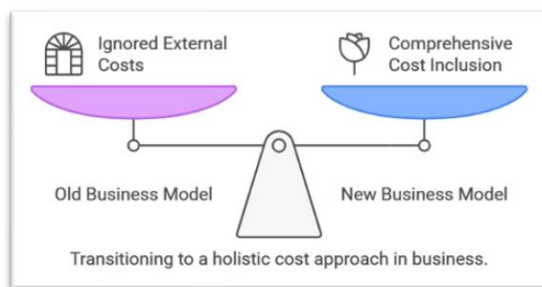 Ignored External
Costs
Comprehensive
Cost Inclusion
Old Business Model
New Business Model
Transitioning to a holistic cost approach in business.